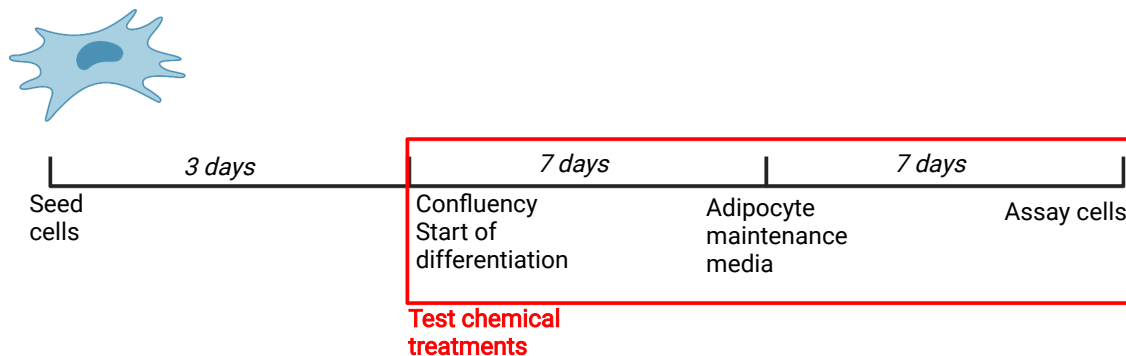 3 days
7 days
7 days
Seed
cells
Confluency
Start of
differentiation
Adipocyte
maintenance
media
Assay cells
Test chemical
treatments